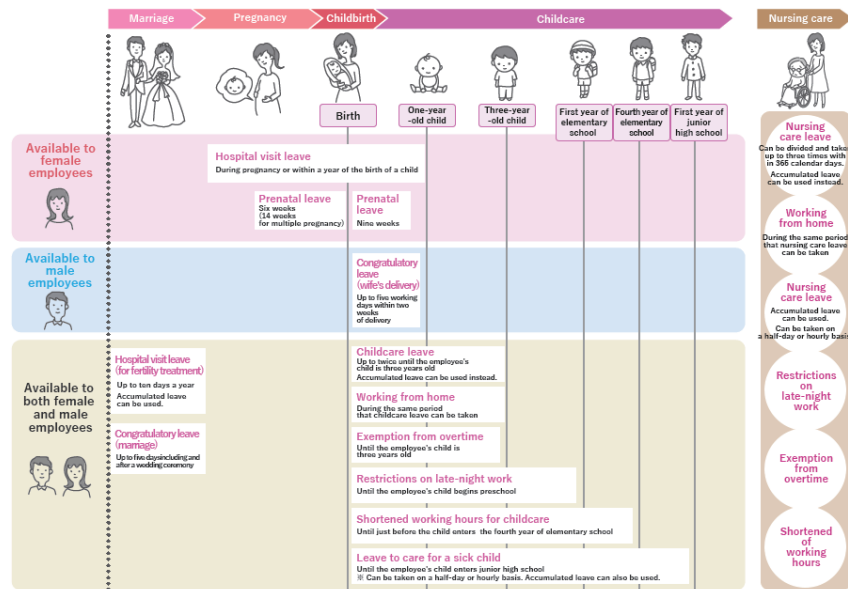 Marriage
Pregnancy
Childbirth
Childcare
Nursing care
Birth
One-year
-old child
Three-year
-old child
First year of
elementary
school
Fourth year of
elementary
school
First year of
junior
high school
Available to
female
employees
Hospital visit leave
During pregnancy or within a year of the birth of a child
Prenatal leave
Six weeks
(14 weeks
for multiple pregnancy)
Prenatal
leave
Nine weeks
Available to
male
employees
Congratulatory
leave
(wife's delivery)
Up to five working
days within two
weeks
of delivery
Available to
both female
and male
employees
Hospital visit leave
(for fertility treatment)
Up to ten days a year
Accumulated leave
can be used.
Congratulatory leave
(marriage)
Up to five daysincluding and
after a wedding ceremony
Childcare leave
Up to twice until the employee's
child is three years old
Accumulated leave can be used instead.
Working from home
During the same period
that childcare leave can be taken
Exemption from overtime
Until the employee's child is
three years old
Restrictions on late-night work
Until the employee's child begins preschool
Shortened working hours for childcare
Until just before the child enters the fourth year of elementary school
Leave to care for a sick child
Until the employee's child enters junior high school
※ Can be taken on a half-day or hourly basis. Accumulated leave can also be used.
Nursing
care leave
Can be divided and taken
up to three times with
in 365 calendar days.
Accumulated leave
can be used instead.
Working
from home
During the same period
that nursing care leave
can be taken
Nursing
care leave
Accumulated leave
can be used.
Can be taken on
a half-day or hourly basis
Restrictions
on
late-night
work
Exemption
from
overtime
Shortened
of
working
hours